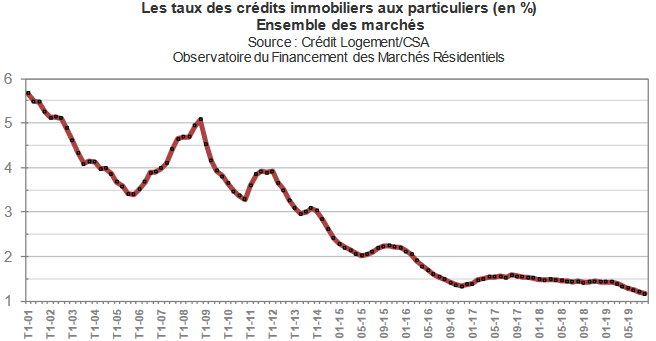 Les taux des crédits immobiliers aux particuliers (en %)
Ensemble des marchés
Source : Crédit Logement/CSA
Observatoire du Financement des Marchés Résidentiels
6
5
4
3
2
1
T1-01
T1-02
T1-03
T1-04
T1-05
T1-06
T1-07
T1-08
T1-09
T1-10
T1-11
T1-12
T1-13
T1-14
01-15
05-15
09-15
01-16
05-16
09-16
01-17
05-17
09-17
01-18
05-18
09-18
01-19
05-19